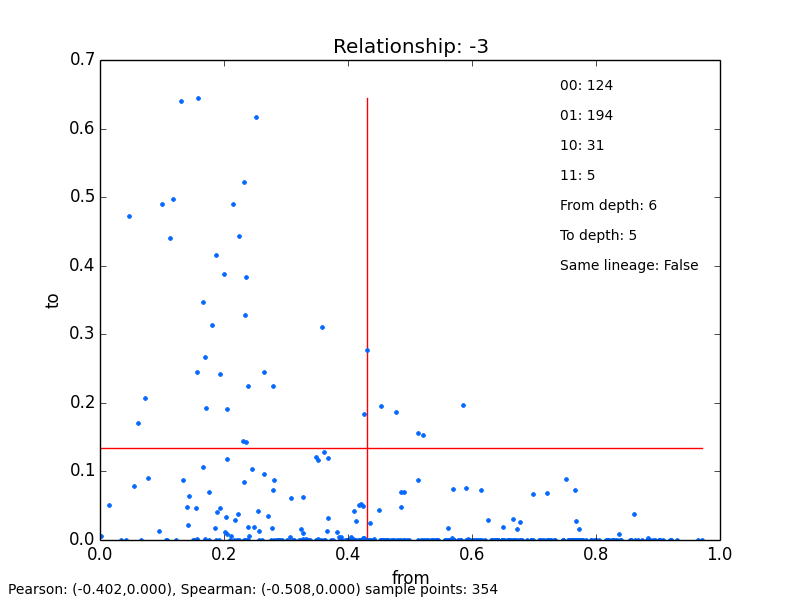 Relationship: -3
0.7
0.6
0.5
0.4
0.3
0.2
0.1
0.0
to
00: 124
01: 194
10: 31
11: 5
From depth: 6
To depth: 5
Same lineage: False
0.0 0.2 0.4 0.6 0.8 1.0
from
Pearson: (-0.402,0.000), Spearman: (-0.508,0.000) sample points: 354